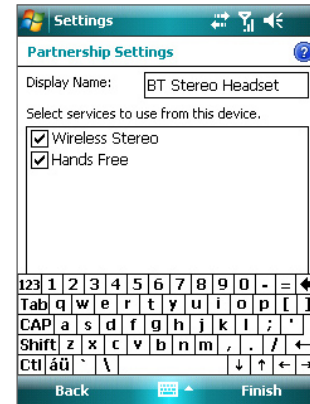 Settings
Partnership Settings ?
Display Name: BT Stereo Headset
Select services to use from this device.
Wireless Stereo
Hands Free
123 1 2 3 4 5 6 7 8 9 0 - =
Tab q w e r t y u i o p [ ]
CAP a s d f g h j k l ; '
Shift z x c v b n m , . /
Ctl áü ` \
Back Finish